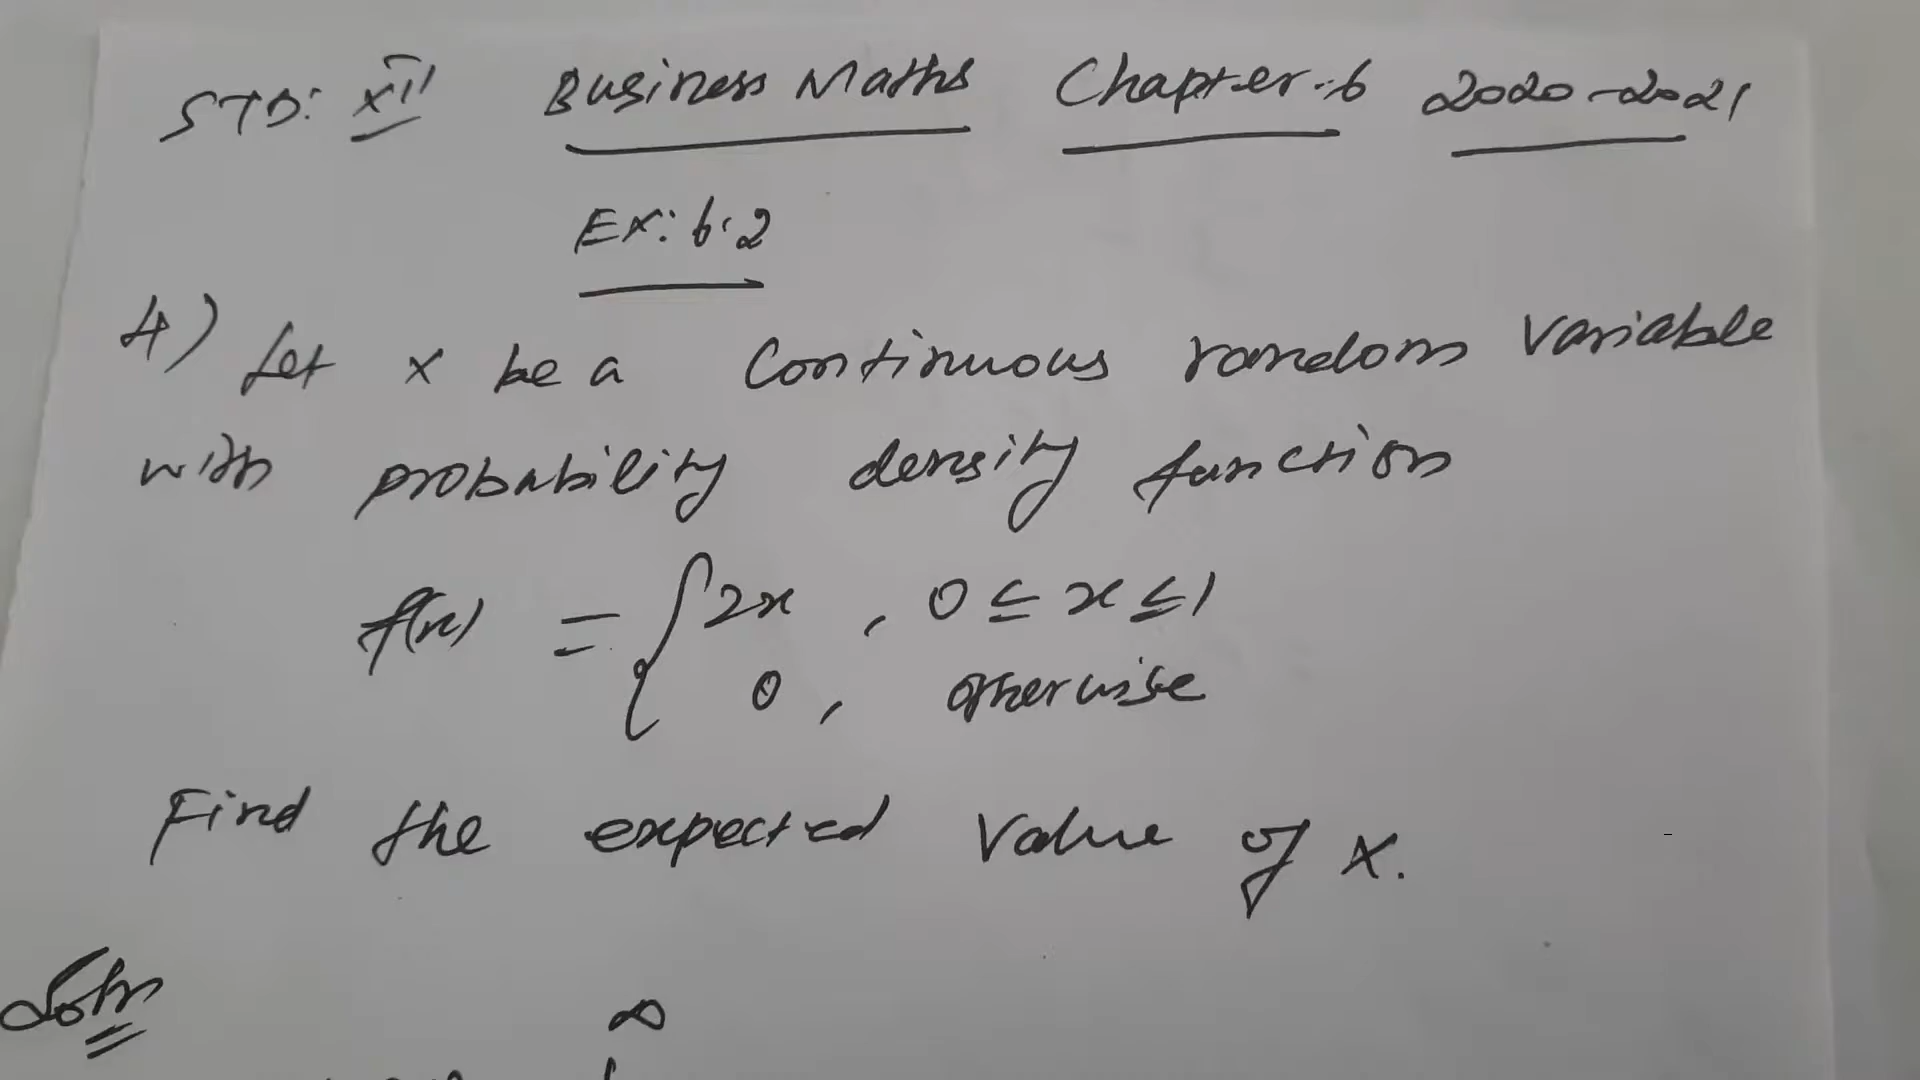 STD: XII Business Maths Chapter:6 2020-2021
Ex: 6.2
4) Let X be a Continuous random Variable
with probability density function
f(x) = { 2x , 0 ≤ x ≤ 1
0 , otherwise
Find the expected Value of X.
Soln
∞